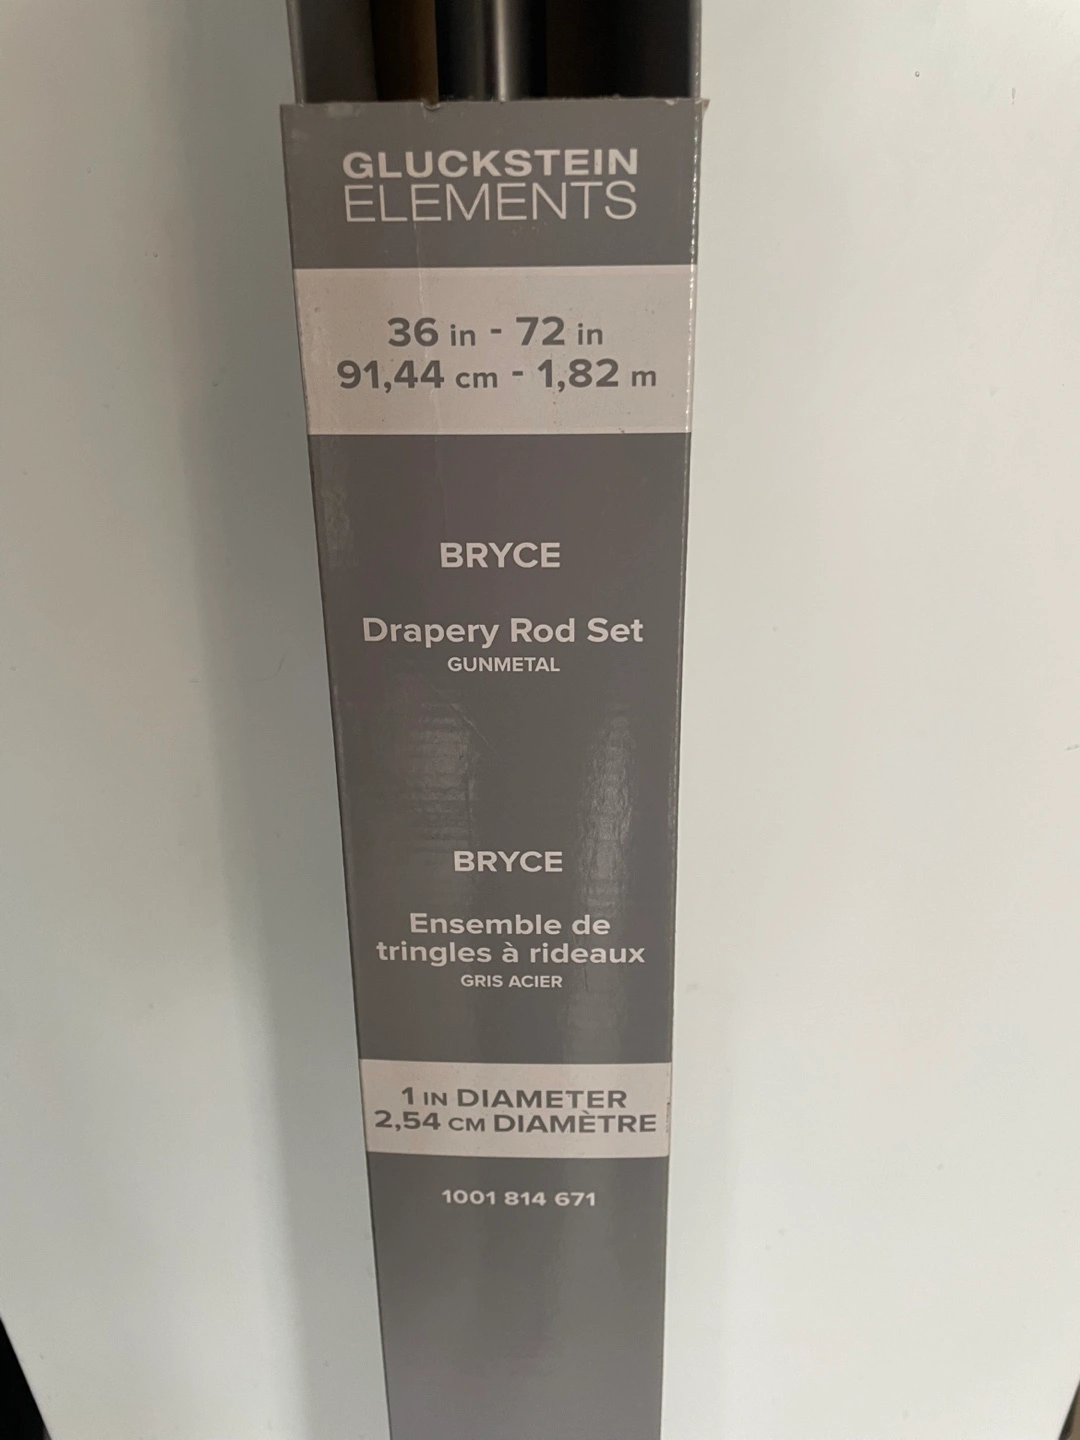 GLUCKSTEIN
ELEMENTS
36 in - 72 in
91,44 cm - 1,82 m
BRYCE
Drapery Rod Set
GUNMETAL
BRYCE
Ensemble de
tringles à rideaux
GRIS ACIER
1 IN DIAMETER
2,54 CM DIAMÈTRE
1001 814 671